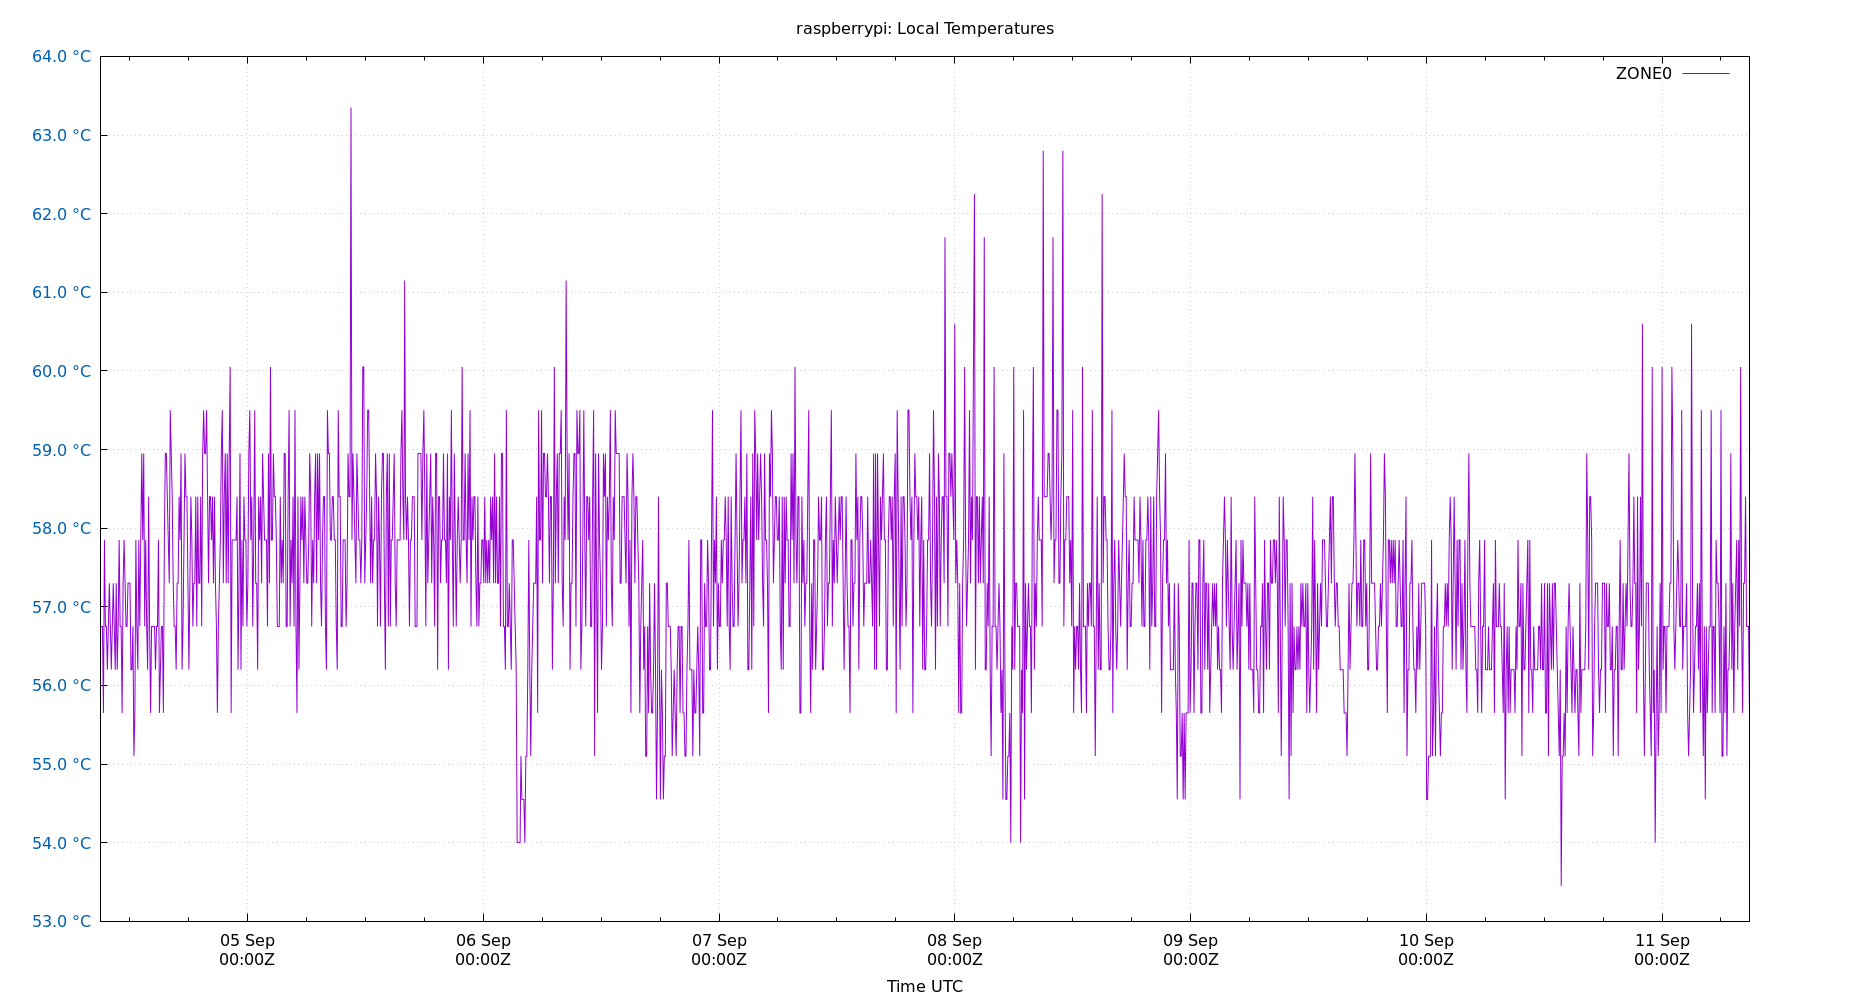 raspberrypi: Local Temperatures
64.0 °C
ZONE0
63.0 °C
62.0 °C
61.0 °C
60.0 °C
59.0 °C
58.0 °C
57.0 °C
56.0 °C
55.0 °C
54.0 °C
53.0 °C
05 Sep 06 Sep 07 Sep 08 Sep 09 Sep 10 Sep 11 Sep
00:00Z 00:00Z 00:00Z 00:00Z 00:00Z 00:00Z 00:00Z
Time UTC